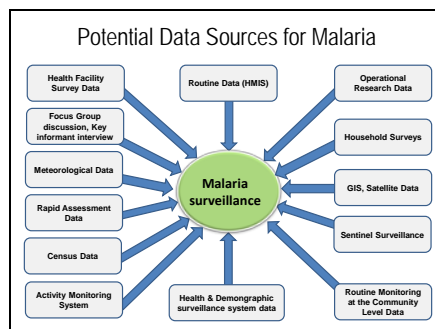 Potential Data Sources for Malaria
Health Facility
Survey Data
Routine Data (HMIS)
Operational
Research Data
Focus Group
discussion, Key
informant interview
Household Surveys
Meteorological Data
Malaria
surveillance
GIS, Satellite Data
Rapid Assessment
Data
Sentinel Surveillance
Census Data
Activity Monitoring
System
Health & Demongraphic
surveillance system data
Routine Monitoring
at the Community
Level Data